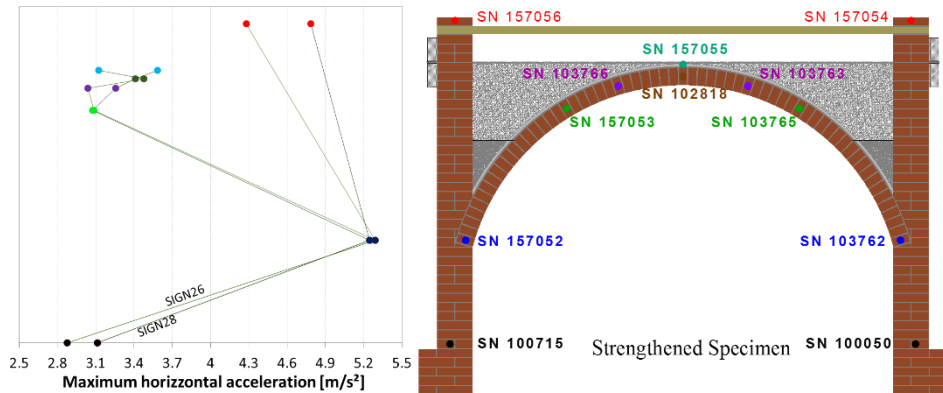 SIGN26
SIGN28
2.5 2.8 3.1 3.4 3.7 4 4.3 4.6 4.9 5.2 5.5
Maximum horizzontal acceleration [m/s²]
SN 157056
SN 157054
SN 157055
SN 103766
SN 103763
SN 102818
SN 157053
SN 103765
SN 157052
SN 103762
SN 100715
Strengthened Specimen
SN 100050